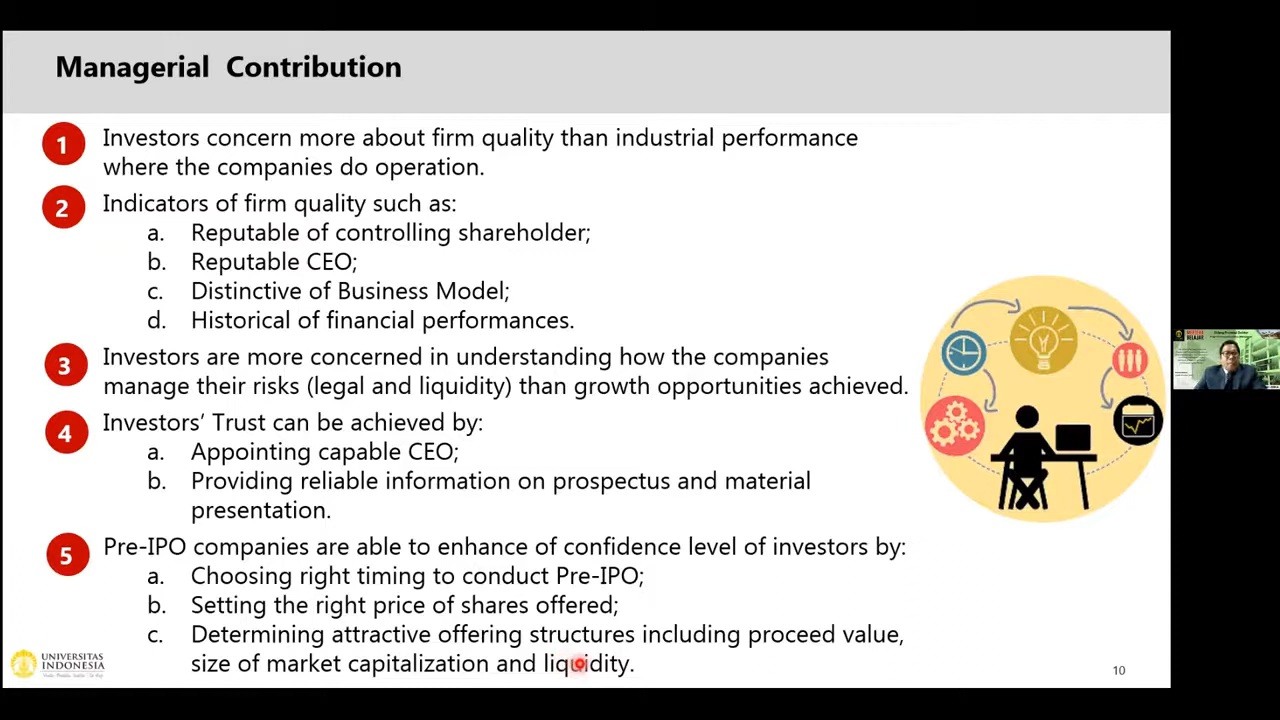 Managerial Contribution
1 Investors concern more about firm quality than industrial performance
where the companies do operation.
2 Indicators of firm quality such as:
a. Reputable of controlling shareholder;
b. Reputable CEO;
c. Distinctive of Business Model;
d. Historical of financial performances.
3 Investors are more concerned in understanding how the companies
manage their risks (legal and liquidity) than growth opportunities achieved.
4 Investors’ Trust can be achieved by:
a. Appointing capable CEO;
b. Providing reliable information on prospectus and material
presentation.
5 Pre-IPO companies are able to enhance of confidence level of investors by:
a. Choosing right timing to conduct Pre-IPO;
b. Setting the right price of shares offered;
c. Determining attractive offering structures including proceed value,
size of market capitalization and liquidity.
UNIVERSITAS
INDONESIA
10